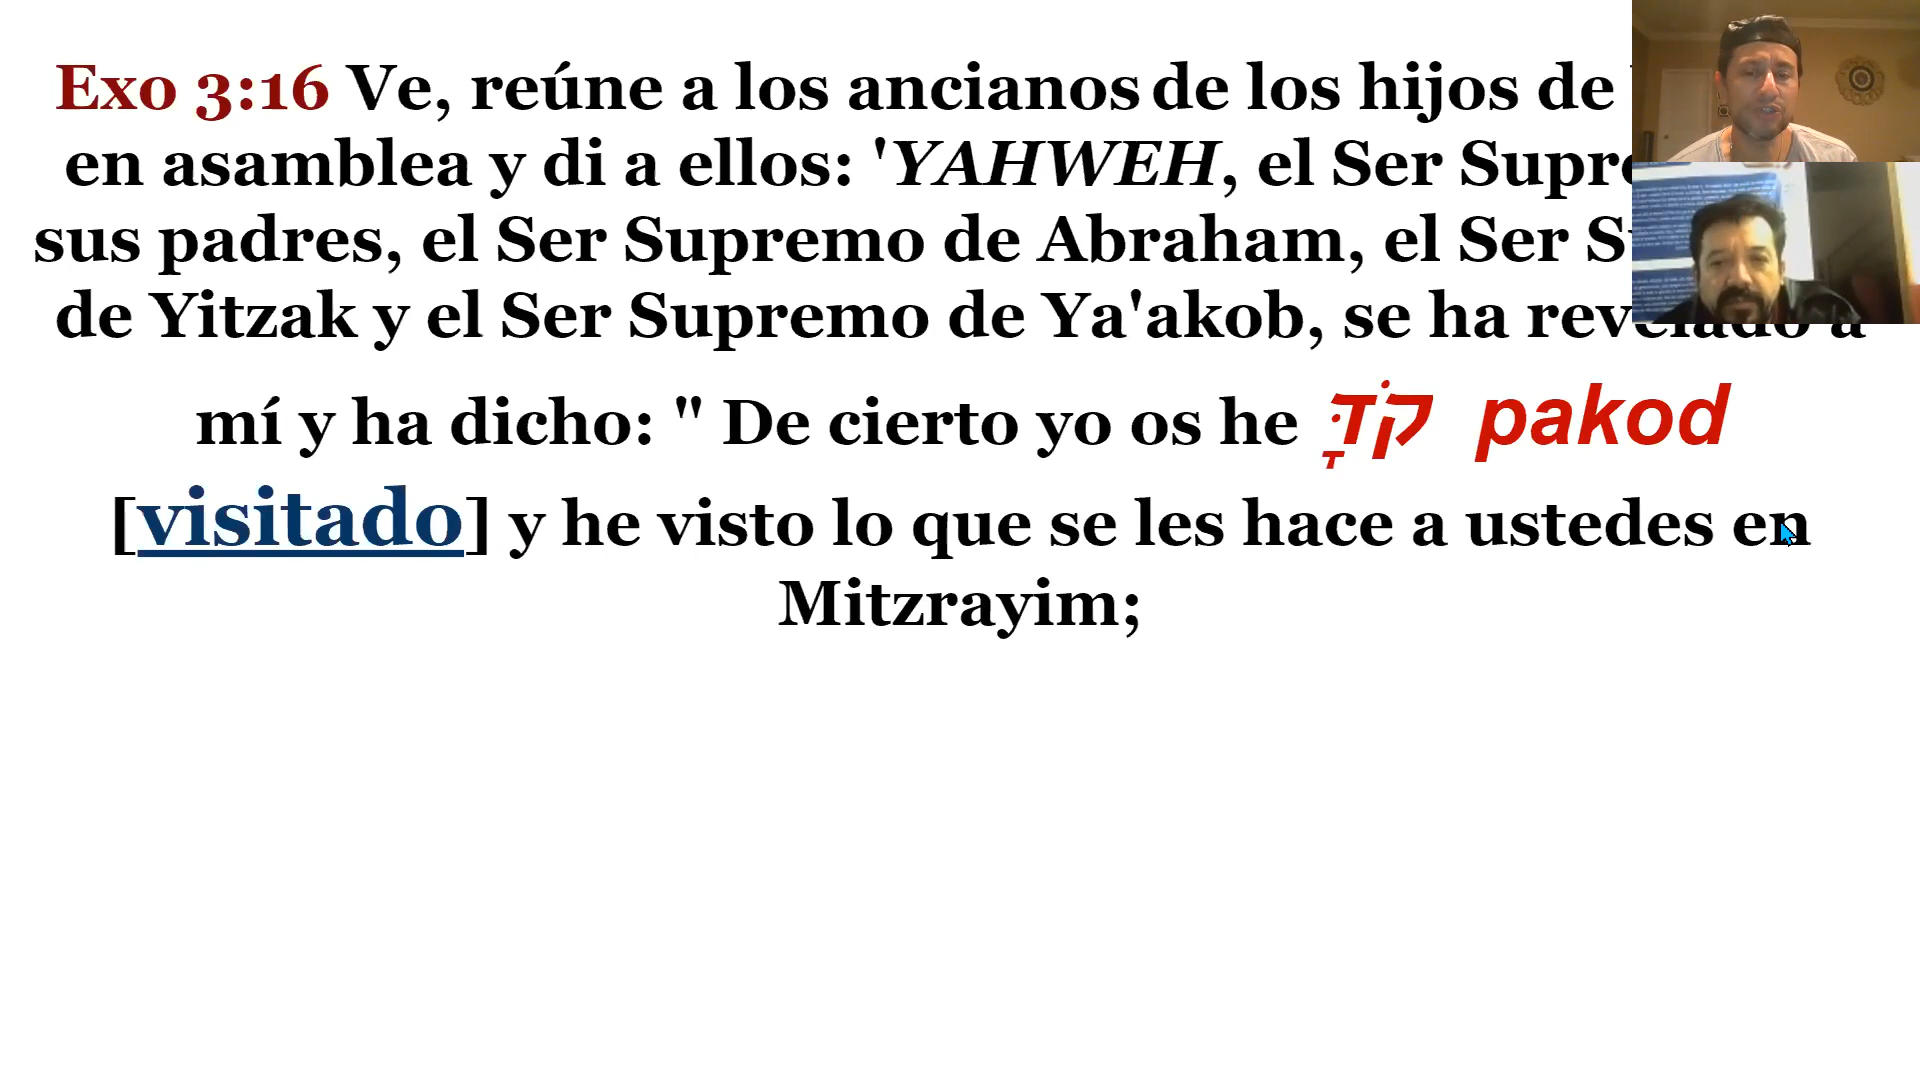 Exo 3:16 Ve, reúne a los ancianos de los hijos de
en asamblea y di a ellos: 'YAHWEH, el Ser
sus padres, el Ser Supremo de Abraham, el Ser
de Yitzak y el Ser Supremo de Ya'akob, se ha revelado a
mí y ha dicho: " De cierto yo os he pakod
[visitado] y he visto lo que se les hace a ustedes en
Mitzrayim;